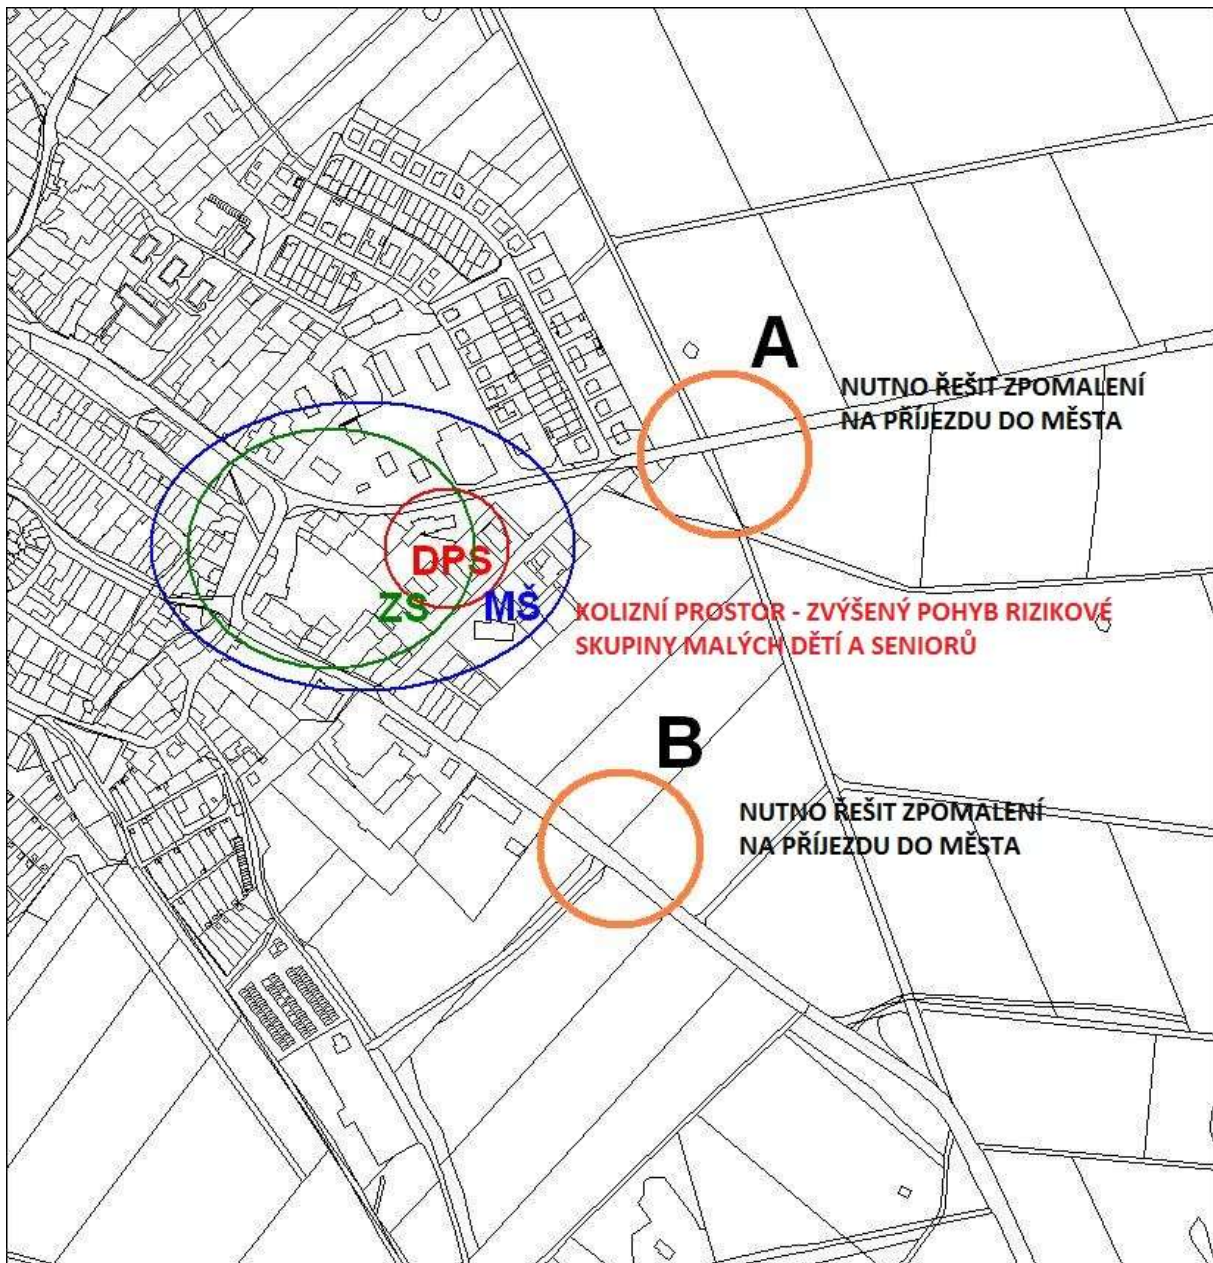 A
NUTNO ŘEŠIT ZPOMALENÍ
NA PŘÍJEZDU DO MĚSTA
DPS
ZS
MŠ
KOLIZNÍ PROSTOR - ZVÝŠENÝ POHYB RIZIKOVÉ
SKUPINY MALÝCH DĚTÍ A SENIORŮ
B
NUTNO ŘEŠIT ZPOMALENÍ
NA PŘÍJEZDU DO MĚSTA